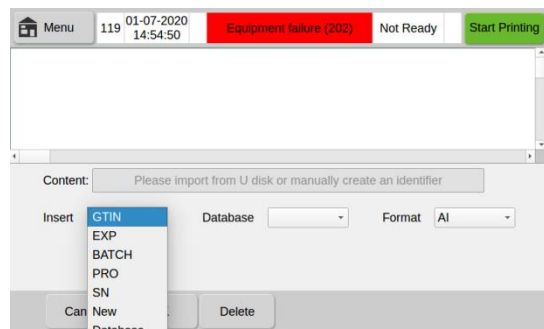 Menu
119
01-07-2020
14:54:50
Equipment failure (202)
Not Ready
Start Printing
Content:
Please import from U disk or manually create an identifier
Insert
GTIN
Database
Format
AI
EXP
BATCH
PRO
SN
New
Database
Can
Delete